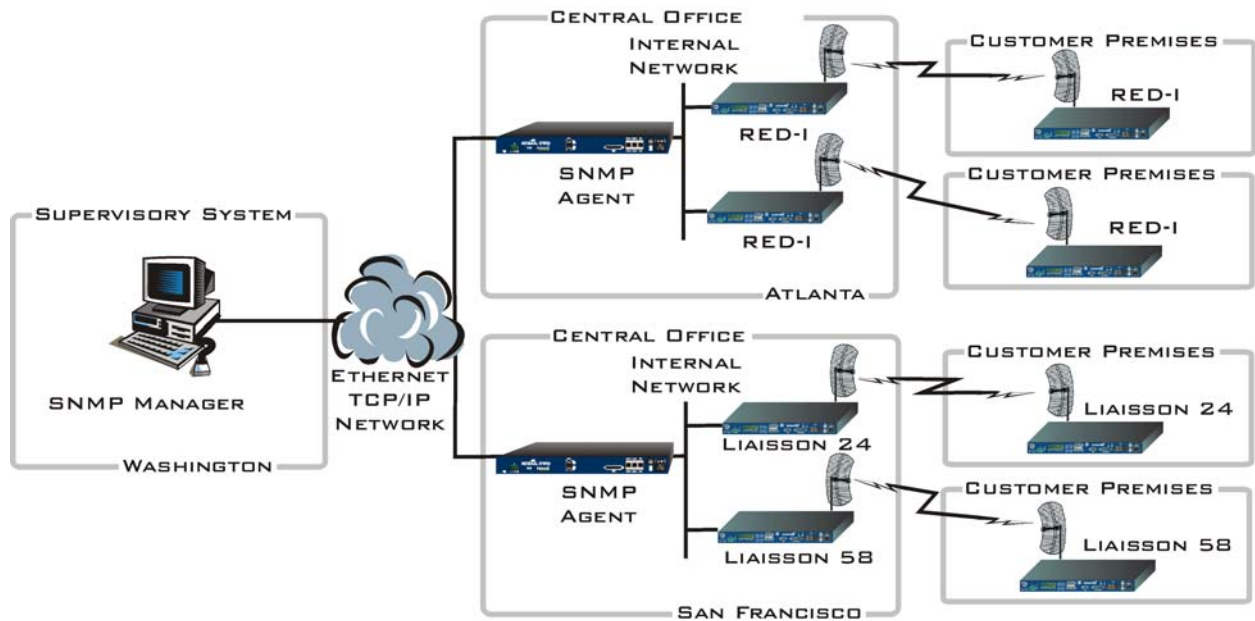 SUPERVISORY SYSTEM
SNMP MANAGER
WASHINGTON
ETHERNET
TCP/IP
NETWORK
CENTRAL OFFICE
INTERNAL
NETWORK
SNMP
AGENT
RED-I
RED-I
ATLANTA
CUSTOMER PREMISES
RED-I
CUSTOMER PREMISES
RED-I
CENTRAL OFFICE
INTERNAL
NETWORK
SNMP
AGENT
LIAISSON 24
LIAISSON 58
SAN FRANCISCO
CUSTOMER PREMISES
LIAISSON 24
CUSTOMER PREMISES
LIAISSON 58